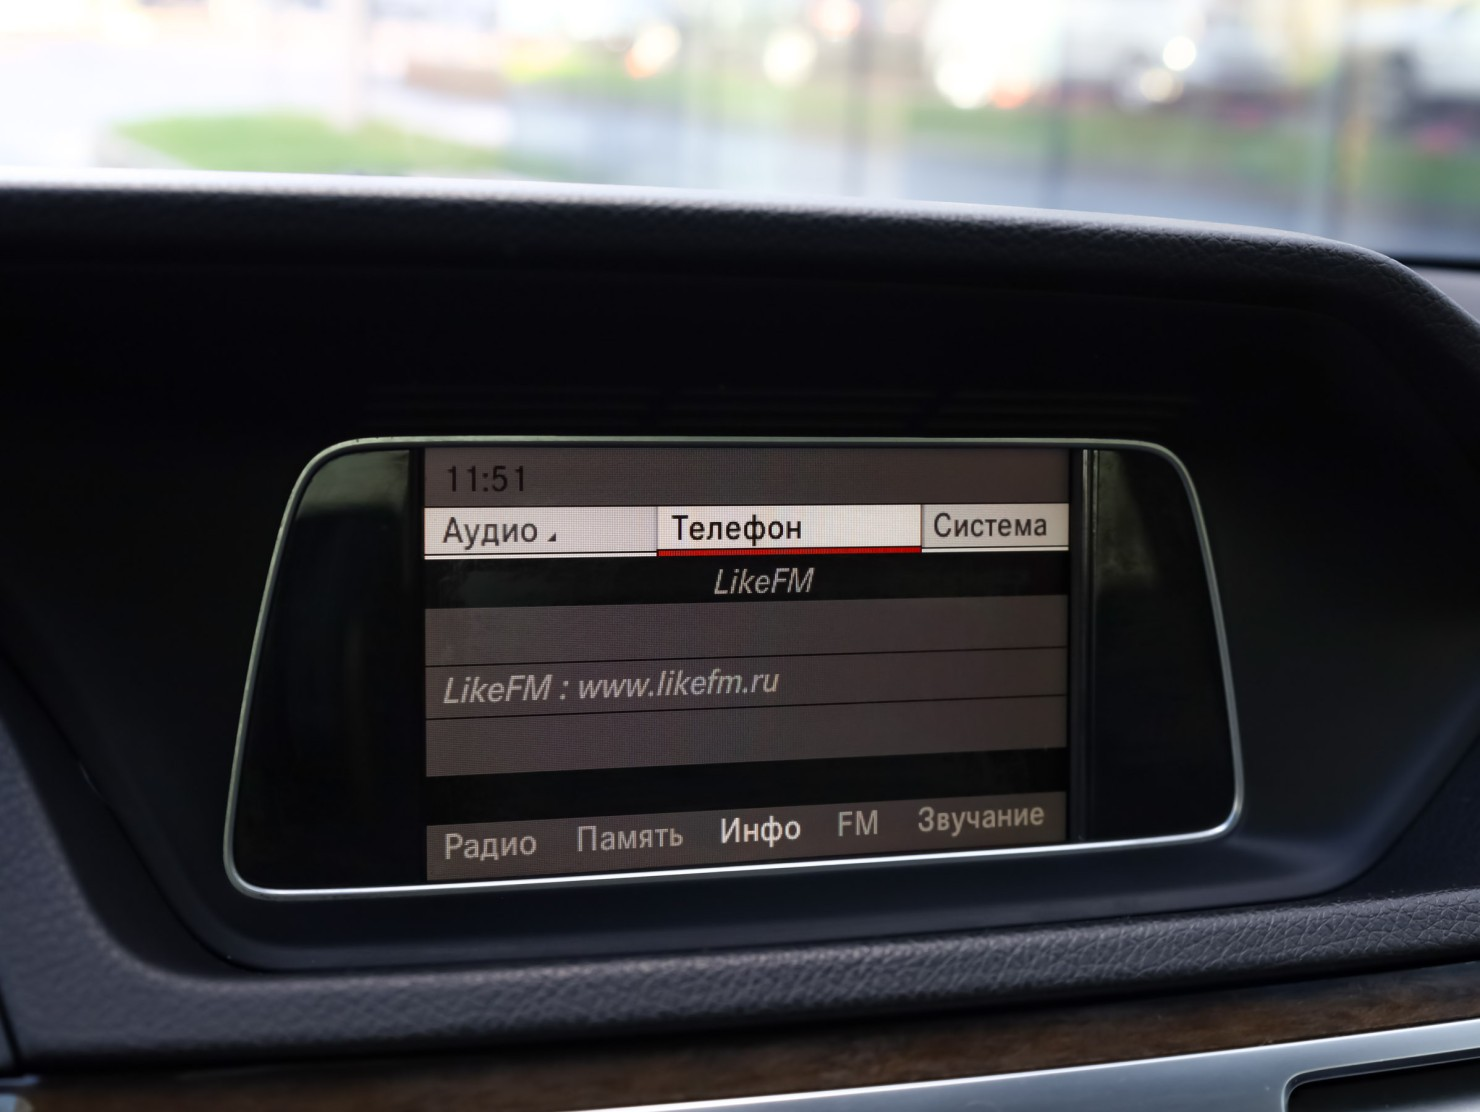 11:51
Аудио Телефон Система
LikeFM
LikeFM : www.likefm.ru
Радио Память Инфо FM Звучание